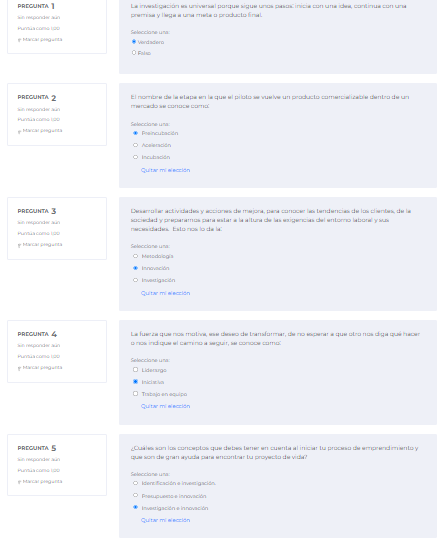 PREGUNTA 1
Sin responder aún
Puntúa como 1,00
Marcar pregunta
La investigación es universal porque sigue unos pasos: inicia con una idea, continua con una
premisa y llega a una meta o producto final.
Seleccione una:
Verdadero
Falso
PREGUNTA 2
Sin responder aún
Puntúa como 1,00
Marcar pregunta
El nombre de la etapa en la que el piloto se vuelve un producto comercializable dentro de un
mercado se conoce como:
Seleccione una:
Preincubación
Aceleración
Incubación
Quitar mi elección
PREGUNTA 3
Sin responder aún
Puntúa como 1,00
Marcar pregunta
Desarrollar actividades y acciones de mejora, para conocer las tendencias de los clientes, de la
sociedad y prepararnos para estar a la altura de las exigencias del entorno laboral y sus
necesidades. Esto nos lo da la:
Seleccione una:
Metodología
Innovación
Investigación
Quitar mi elección
PREGUNTA 4
Sin responder aún
Puntúa como 1,00
Marcar pregunta
La fuerza que nos motiva, ese deseo de transformar, de no esperar a que otro nos diga qué hacer
o nos indique el camino a seguir, se conoce como:
Seleccione una:
Liderazgo
Iniciativa
Trabajo en equipo
Quitar mi elección
PREGUNTA 5
Sin responder aún
Puntúa como 1,00
Marcar pregunta
¿Cuáles son los conceptos que debes tener en cuenta al iniciar tu proceso de emprendimiento y
que son de gran ayuda para encontrar tu proyecto de vida?
Seleccione una:
Identificación e investigación.
Presupuesto e innovación
Investigación e innovación
Quitar mi elección